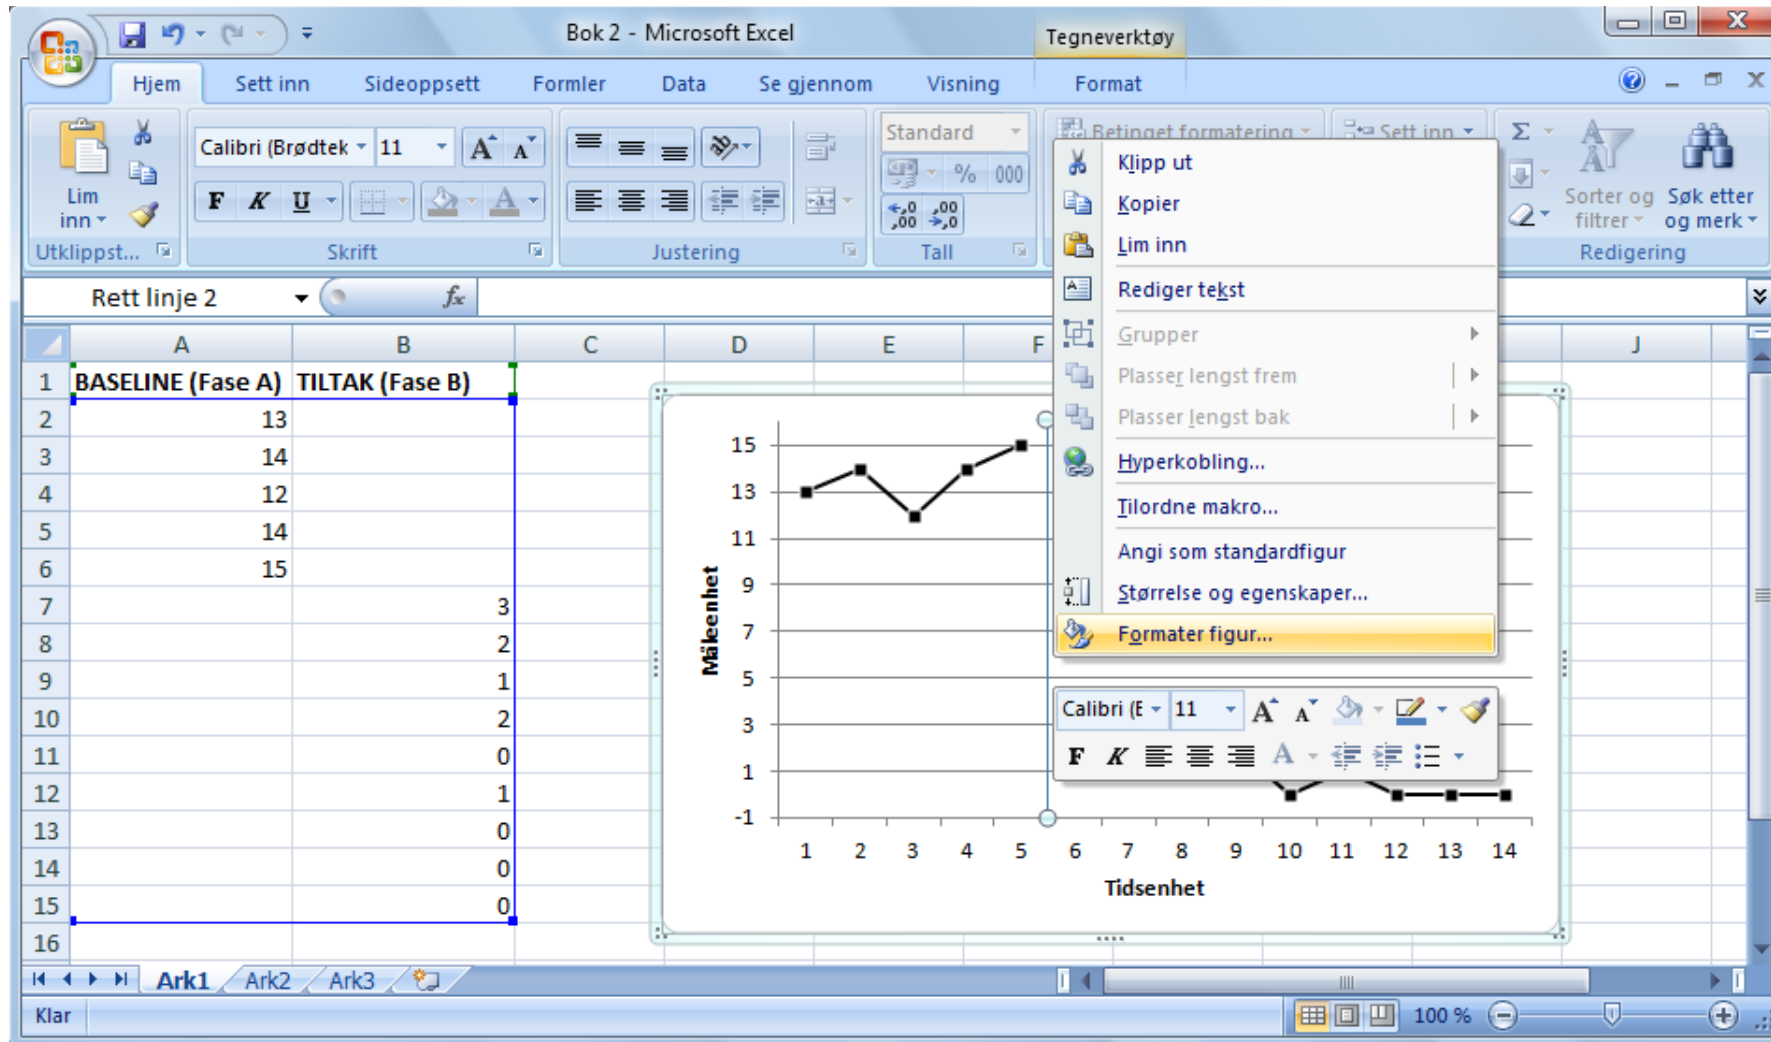 Bok 2 - Microsoft Excel
Tegneverktøy
Hjem Sett inn Sideoppsett Formler Data Se gjennom Visning Format
Calibri (Brødtek 11 A A
Standard
Betinget formatering
Sett inn
Σ
% 000
Lim inn
F K U A
,0 ,00
,00 ,0
Sorter og filtrer
Søk etter og merk
Utklippst... Skrift Justering Tall Redigering
Rett linje 2 fx
A B C D E F J
1 BASELINE (Fase A) TILTAK (Fase B)
2 13
3 14
4 12
5 14
6 15
7 3
8 2
9 1
10 2
11 0
12 1
13 0
14 0
15 0
16
15
13
11
9
7
5
3
1
-1
Måleenhet
1 2 3 4 5 6 7 8 9 10 11 12 13 14
Tidsenhet
Klipp ut
Kopier
Lim inn
Rediger tekst
Grupper
Plasser lengst frem
Plasser lengst bak
Hyperkobling...
Tilordne makro...
Angi som standardfigur
Størrelse og egenskaper...
Formater figur...
Calibri (E 11 A A
F K A
Ark1 Ark2 Ark3
Klar 100 %